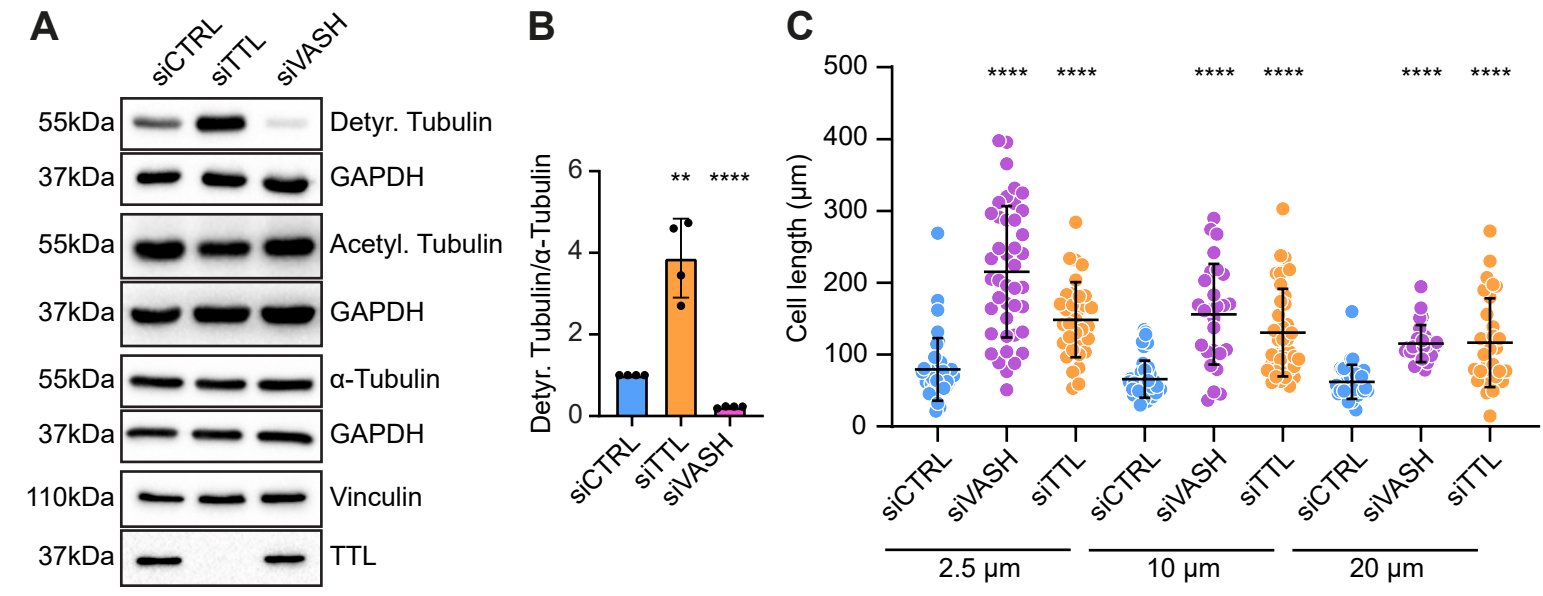 A
siCTRL
siTTL
siVASH
55kDa Detyr. Tubulin
37kDa GAPDH
55kDa Acetyl. Tubulin
37kDa GAPDH
55kDa α-Tubulin
37kDa GAPDH
110kDa Vinculin
37kDa TTL
B
Detyr. Tubulin/α-Tubulin
6
4
2
0
** ****
siCTRL
siTTL
siVASH
C
Cell length (µm)
500
400
300
200
100
0
**** **** **** **** **** ****
siCTRL
siVASH
siTTL
siCTRL
siVASH
siTTL
siCTRL
siVASH
siTTL
2.5 µm
10 µm
20 µm